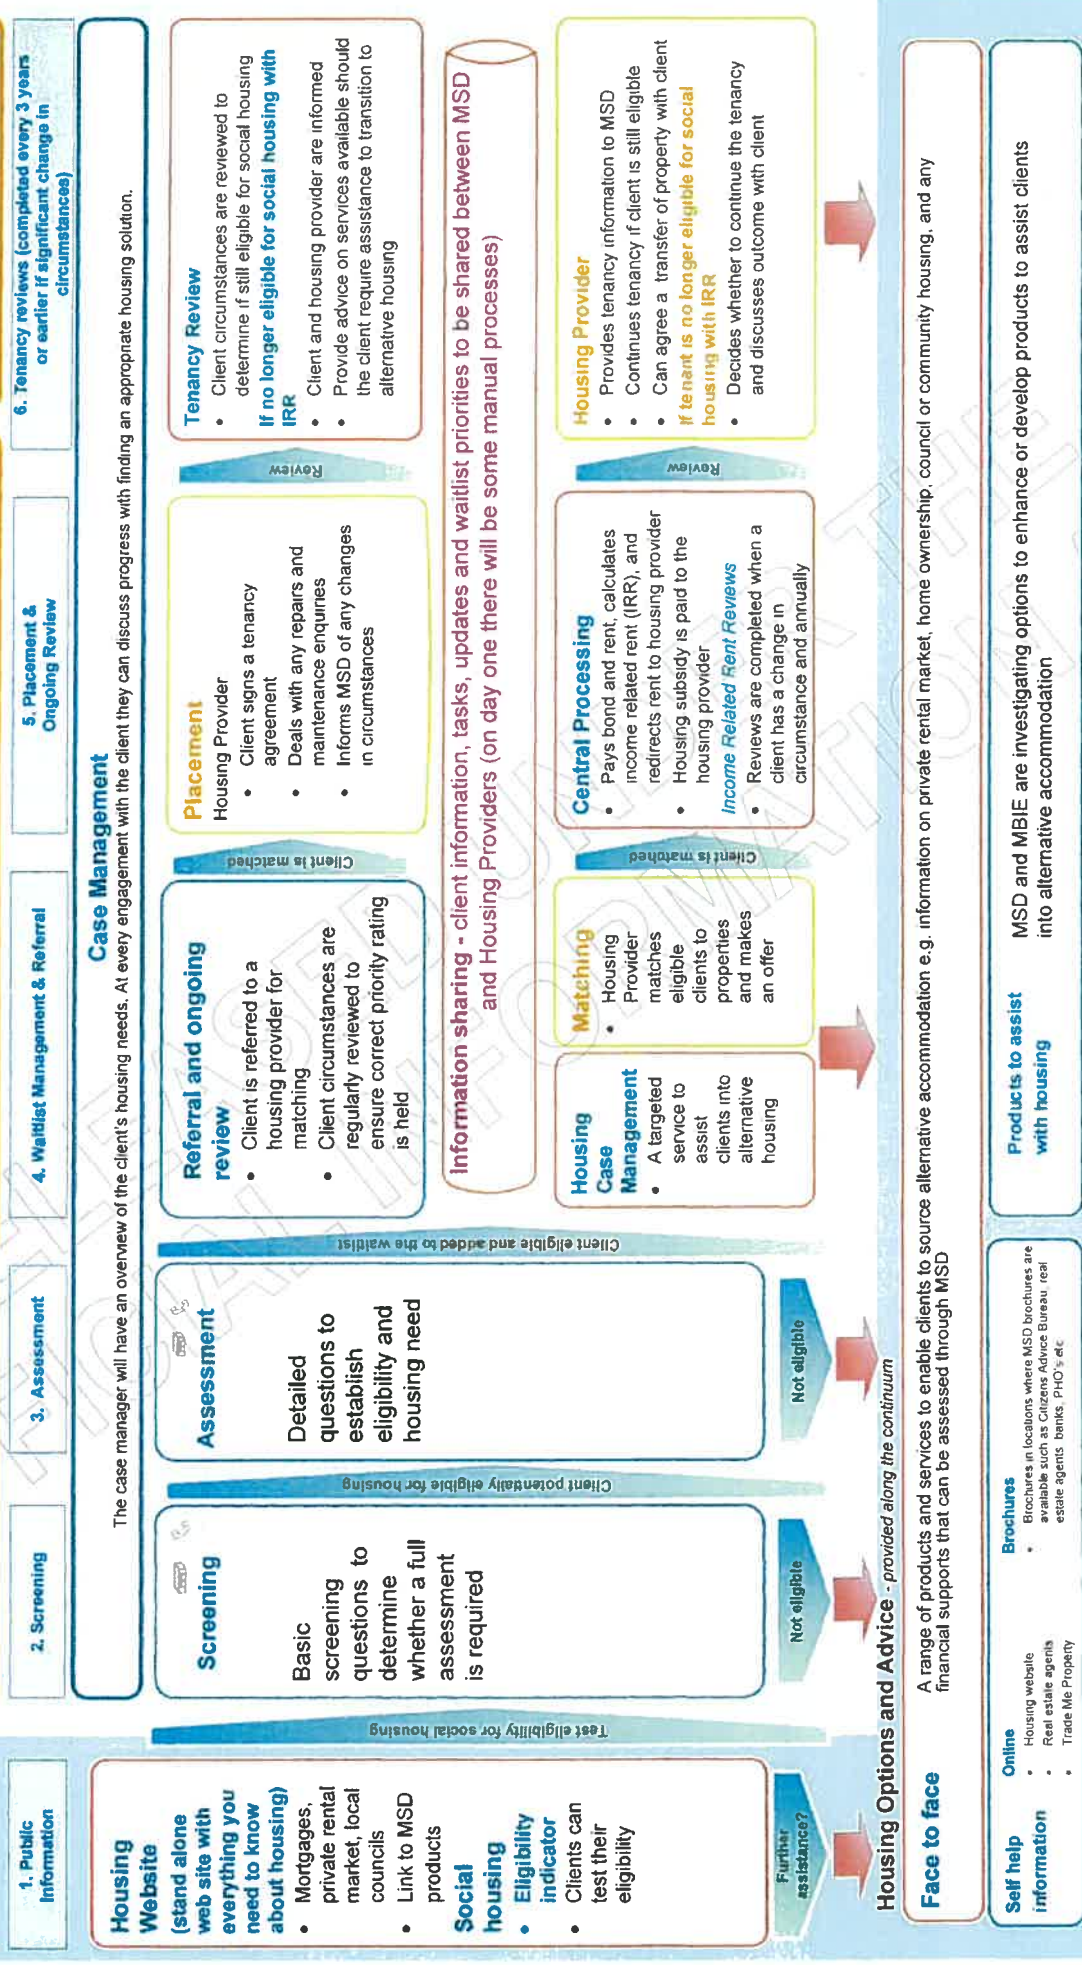 1. Public
Information
2. Screening
3. Assessment
4. Waitlist Management & Referral
5. Placement &
Ongoing Review
6. Tenancy reviews (completed every 3 years
or earlier if significant change in
circumstances)
Case Management
The case manager will have an overview of the client's housing needs. At every engagement with the client they can discuss progress with finding an appropriate housing solution.
Housing
Website
(stand alone
web site with
everything you
need to know
about housing)
• Mortgages,
private rental
market, local
councils
• Link to MSD
products
Social
housing
• Eligibility
indicator
• Clients can
test their
eligibility
Further
assistance?
Test eligibility for social housing
Screening
Basic
screening
questions to
determine
whether a full
assessment
is required
Not eligible
Client potentially eligible for housing
Assessment
Detailed
questions to
establish
eligibility and
housing need
Not eligible
Client eligible and added to the waitlist
Referral and ongoing
review
• Client is referred to a
housing provider for
matching
• Client circumstances are
regularly reviewed to
ensure correct priority rating
is held
Client is matched
Placement
Housing Provider
• Client signs a tenancy
agreement
• Deals with any repairs and
maintenance enquiries
• Informs MSD of any changes
in circumstances
Review
Tenancy Review
• Client circumstances are reviewed to
determine if still eligible for social housing
If no longer eligible for social housing with
IRR
• Client and housing provider are informed
• Provide advice on services available should
the client require assistance to transition to
alternative housing
Information sharing - client information, tasks, updates and waitlist priorities to be shared between MSD
and Housing Providers (on day one there will be some manual processes)
Housing
Case
Management
• A targeted
service to
assist
clients into
alternative
housing
Matching
• Housing
Provider
matches
eligible
clients to
properties
and makes
an offer
Client is matched
Central Processing
• Pays bond and rent, calculates
income related rent (IRR), and
redirects rent to housing provider
• Housing subsidy is paid to the
housing provider
Income Related Rent Reviews
• Reviews are completed when a
client has a change in
circumstance and annually
Review
Housing Provider
• Provides tenancy information to MSD
• Continues tenancy if client is still eligible
• Can agree a transfer of property with client
If tenant is no longer eligible for social
housing with IRR
• Decides whether to continue the tenancy
and discusses outcome with client
Housing Options and Advice - provided along the continuum
Face to face
A range of products and services to enable clients to source alternative accommodation e.g. information on private rental market, home ownership, council or community housing, and any
financial supports that can be assessed through MSD
Self help
information
Online
• Housing website
• Real estate agents
• Trade Me Property
Brochures
• Brochures in locations where MSD brochures are
available such as Citizens Advice Bureau, real
estate agents, banks, PHO's etc
Products to assist
with housing
MSD and MBIE are investigating options to enhance or develop products to assist clients
into alternative accommodation
RELEASED UNDER THE
OFFICIAL INFORMATION